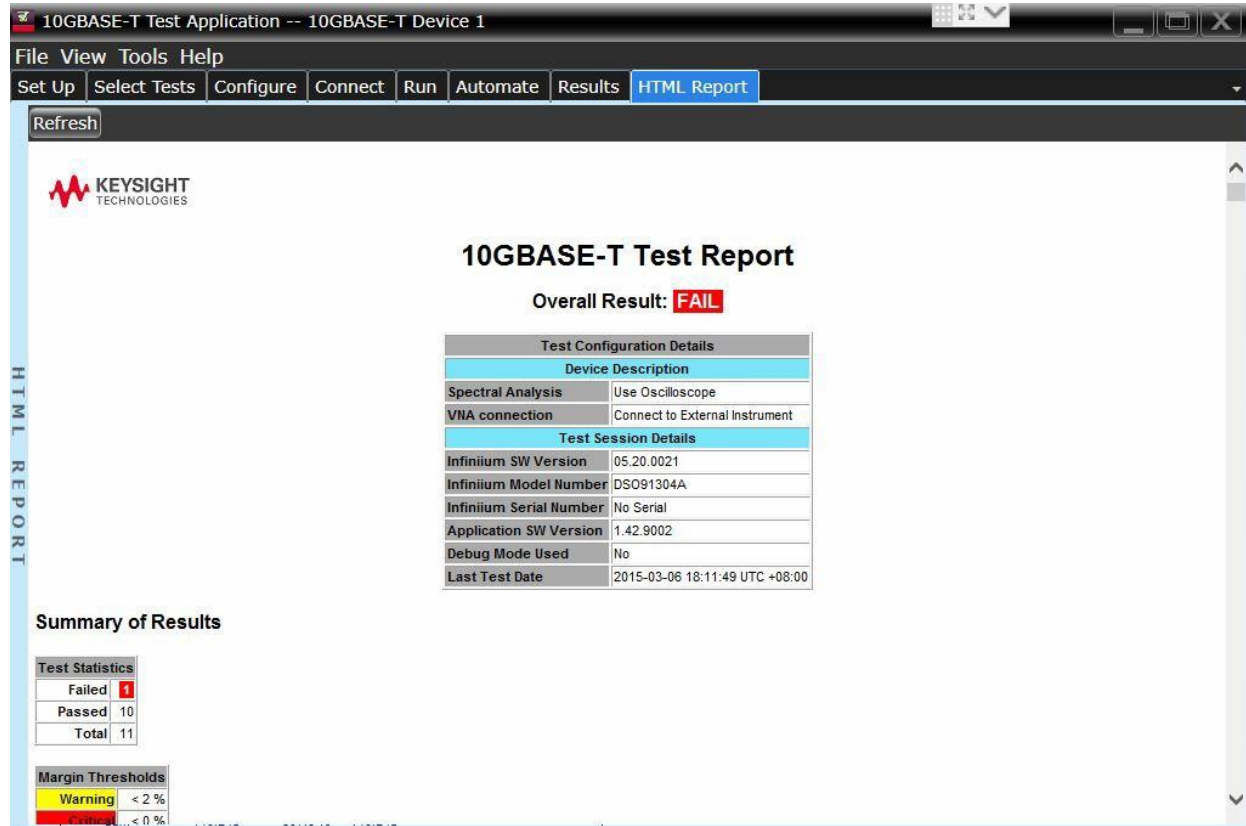 10GBASE-T Test Application -- 10GBASE-T Device 1
File View Tools Help
Set Up Select Tests Configure Connect Run Automate Results HTML Report
Refresh
HTML REPORT
KEYSIGHT
TECHNOLOGIES
10GBASE-T Test Report
Overall Result: FAIL
Test Configuration Details
Device Description
Spectral Analysis Use Oscilloscope
VNA connection Connect to External Instrument
Test Session Details
Infiniium SW Version 05.20.0021
Infiniium Model Number DSO91304A
Infiniium Serial Number No Serial
Application SW Version 1.42.9002
Debug Mode Used No
Last Test Date 2015-03-06 18:11:49 UTC +08:00
Summary of Results
Test Statistics
Failed 1
Passed 10
Total 11
Margin Thresholds
Warning < 2 %
Critical < 0 %